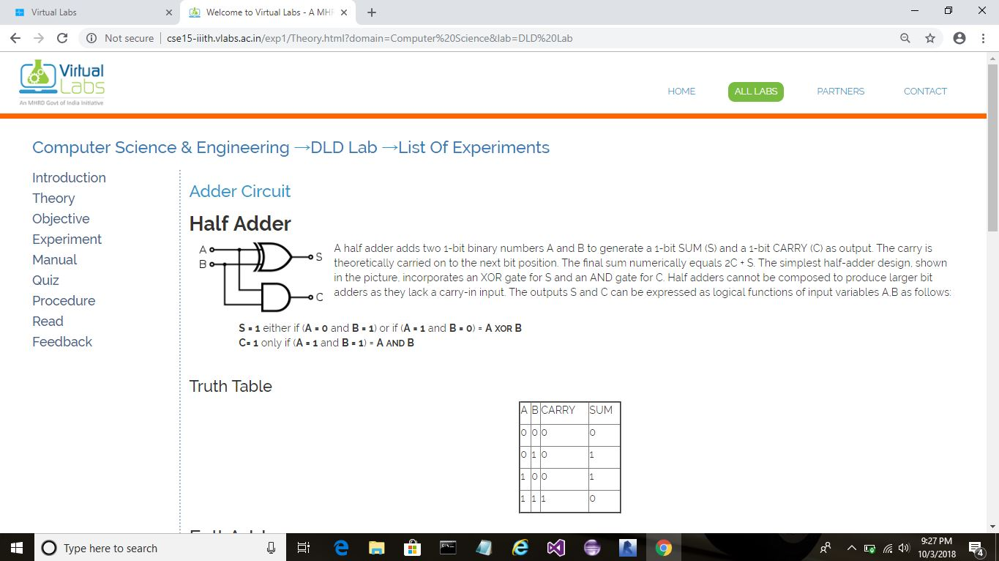 Virtual Labs
Welcome to Virtual Labs - A MHR
Not secure | cse15-iiith.vlabs.ac.in/exp1/Theory.html?domain=Computer%20Science&lab=DLD%20Lab
Virtual
Labs
An MHRD Govt of India Initiative
HOME ALL LABS PARTNERS CONTACT
Computer Science & Engineering →DLD Lab →List Of Experiments
Introduction
Theory
Objective
Experiment
Manual
Quiz
Procedure
Read
Feedback
Adder Circuit
Half Adder
A
B
S
C
A half adder adds two 1-bit binary numbers A and B to generate a 1-bit SUM (S) and a 1-bit CARRY (C) as output. The carry is
theoretically carried on to the next bit position. The final sum numerically equals 2C + S. The simplest half-adder design, shown
in the picture, incorporates an XOR gate for S and an AND gate for C. Half adders cannot be composed to produce larger bit
adders as they lack a carry-in input. The outputs S and C can be expressed as logical functions of input variables A,B as follows:
S = 1 either if (A = 0 and B = 1) or if (A = 1 and B = 0) = A XOR B
C= 1 only if (A = 1 and B = 1) = A AND B
Truth Table
A B CARRY SUM
0 0 0 0
0 1 0 1
1 0 0 1
1 1 1 0
Type here to search
9:27 PM
10/3/2018
4